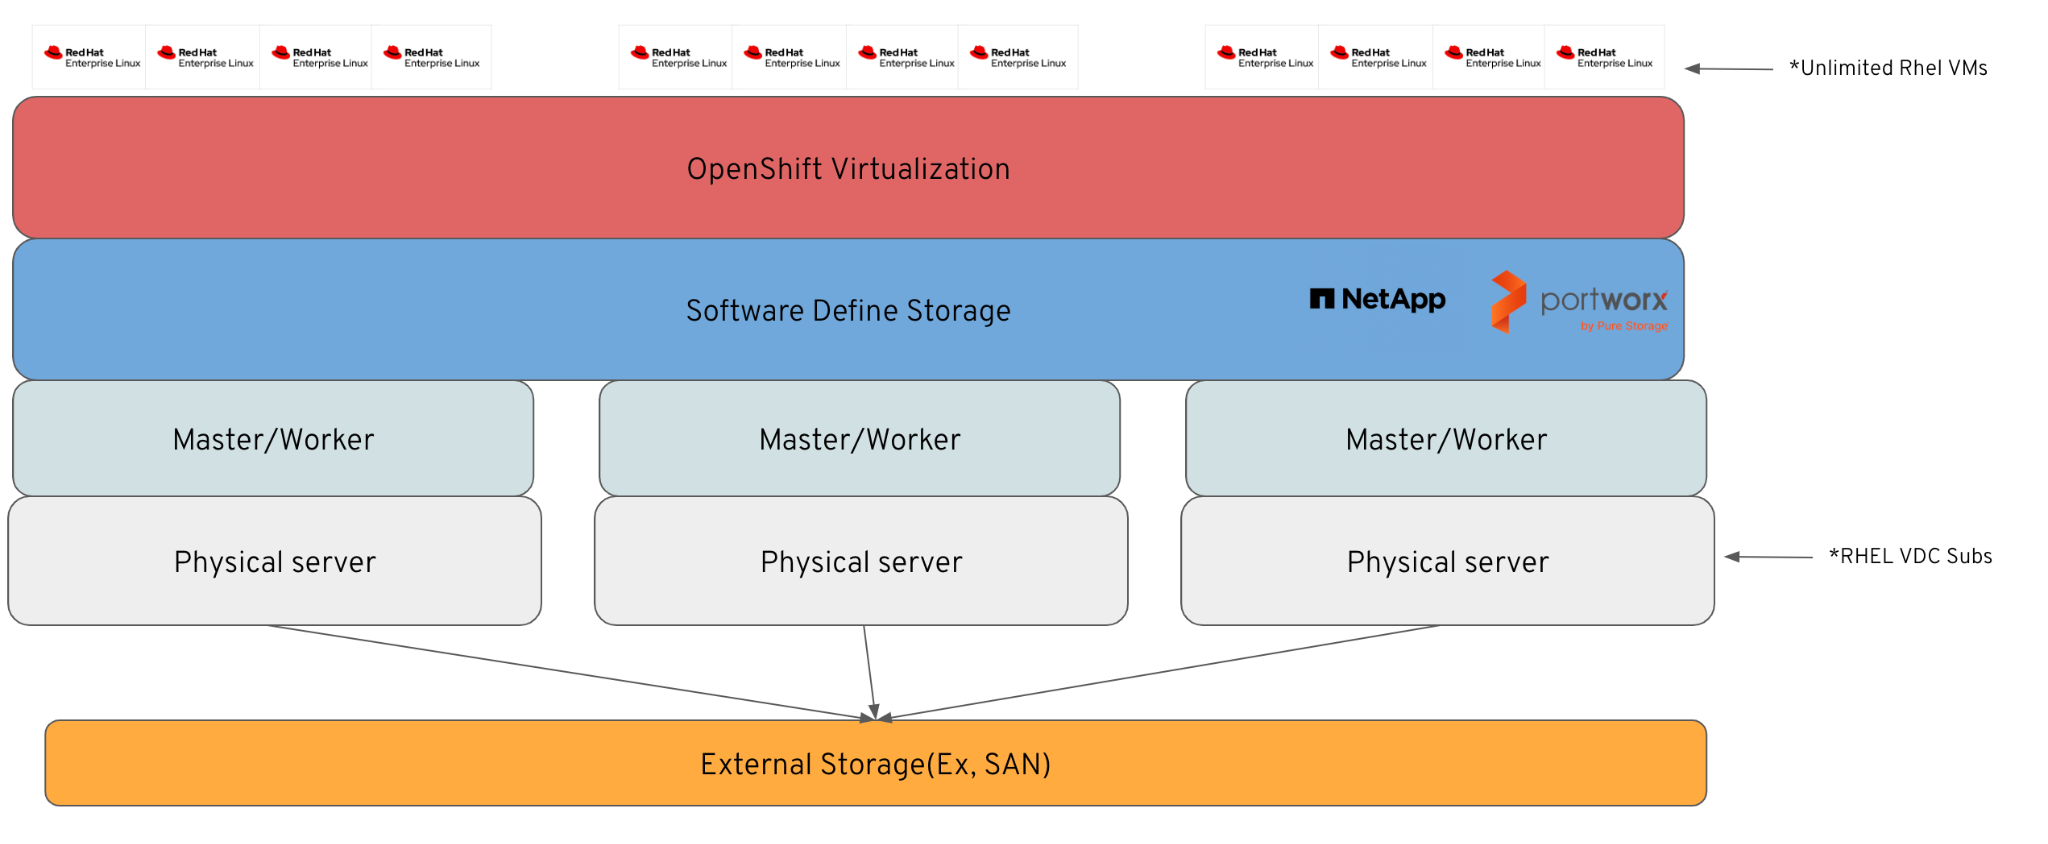 Red Hat Red Hat Red Hat Red Hat Red Hat Red Hat Red Hat Red Hat Red Hat Red Hat Red Hat Red Hat
Enterprise Linux Enterprise Linux Enterprise Linux Enterprise Linux Enterprise Linux Enterprise Linux Enterprise Linux Enterprise Linux Enterprise Linux Enterprise Linux Enterprise Linux Enterprise Linux
*Unlimited Rhel VMs
OpenShift Virtualization
Software Define Storage
NetApp
portworx
by Pure Storage
Master/Worker Master/Worker Master/Worker
Physical server Physical server Physical server
*RHEL VDC Subs
External Storage(Ex, SAN)